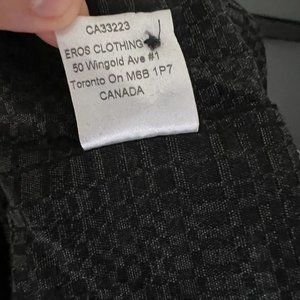 CA33223
EROS CLOTHING
50 Wingold Ave #1
Toronto On M6B 1P7
CANADA